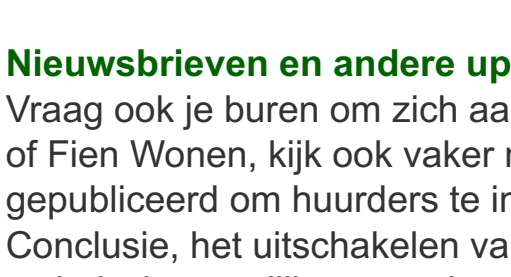 Nieuwsbrieven en andere up
Vraag ook je buren om zich aa
of Fien Wonen, kijk ook vaker
gepubliceerd om huurders te i
Conclusie, het uitschakelen va